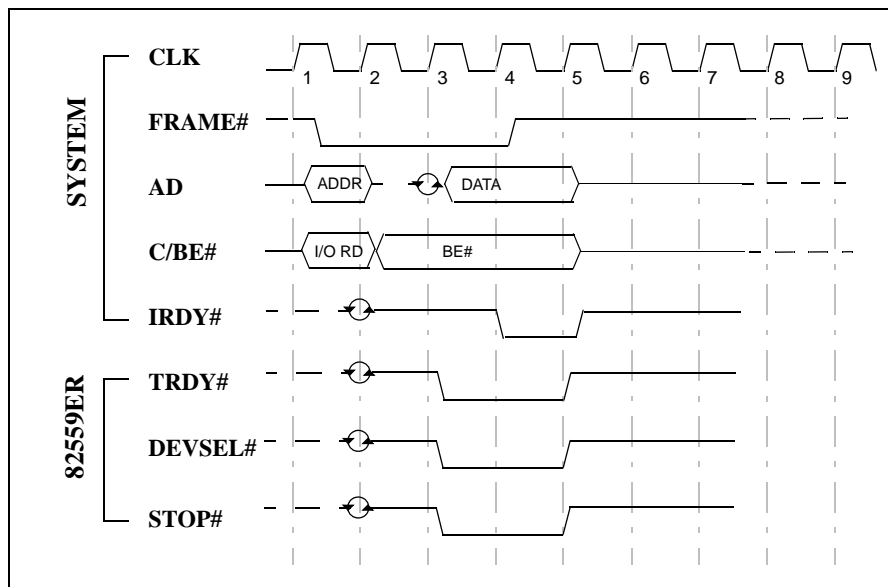 SYSTEM
CLK
1 2 3 4 5 6 7 8 9
FRAME#
AD
ADDR DATA
C/BE#
I/O RD BE#
IRDY#
82559ER
TRDY#
DEVSEL#
STOP#